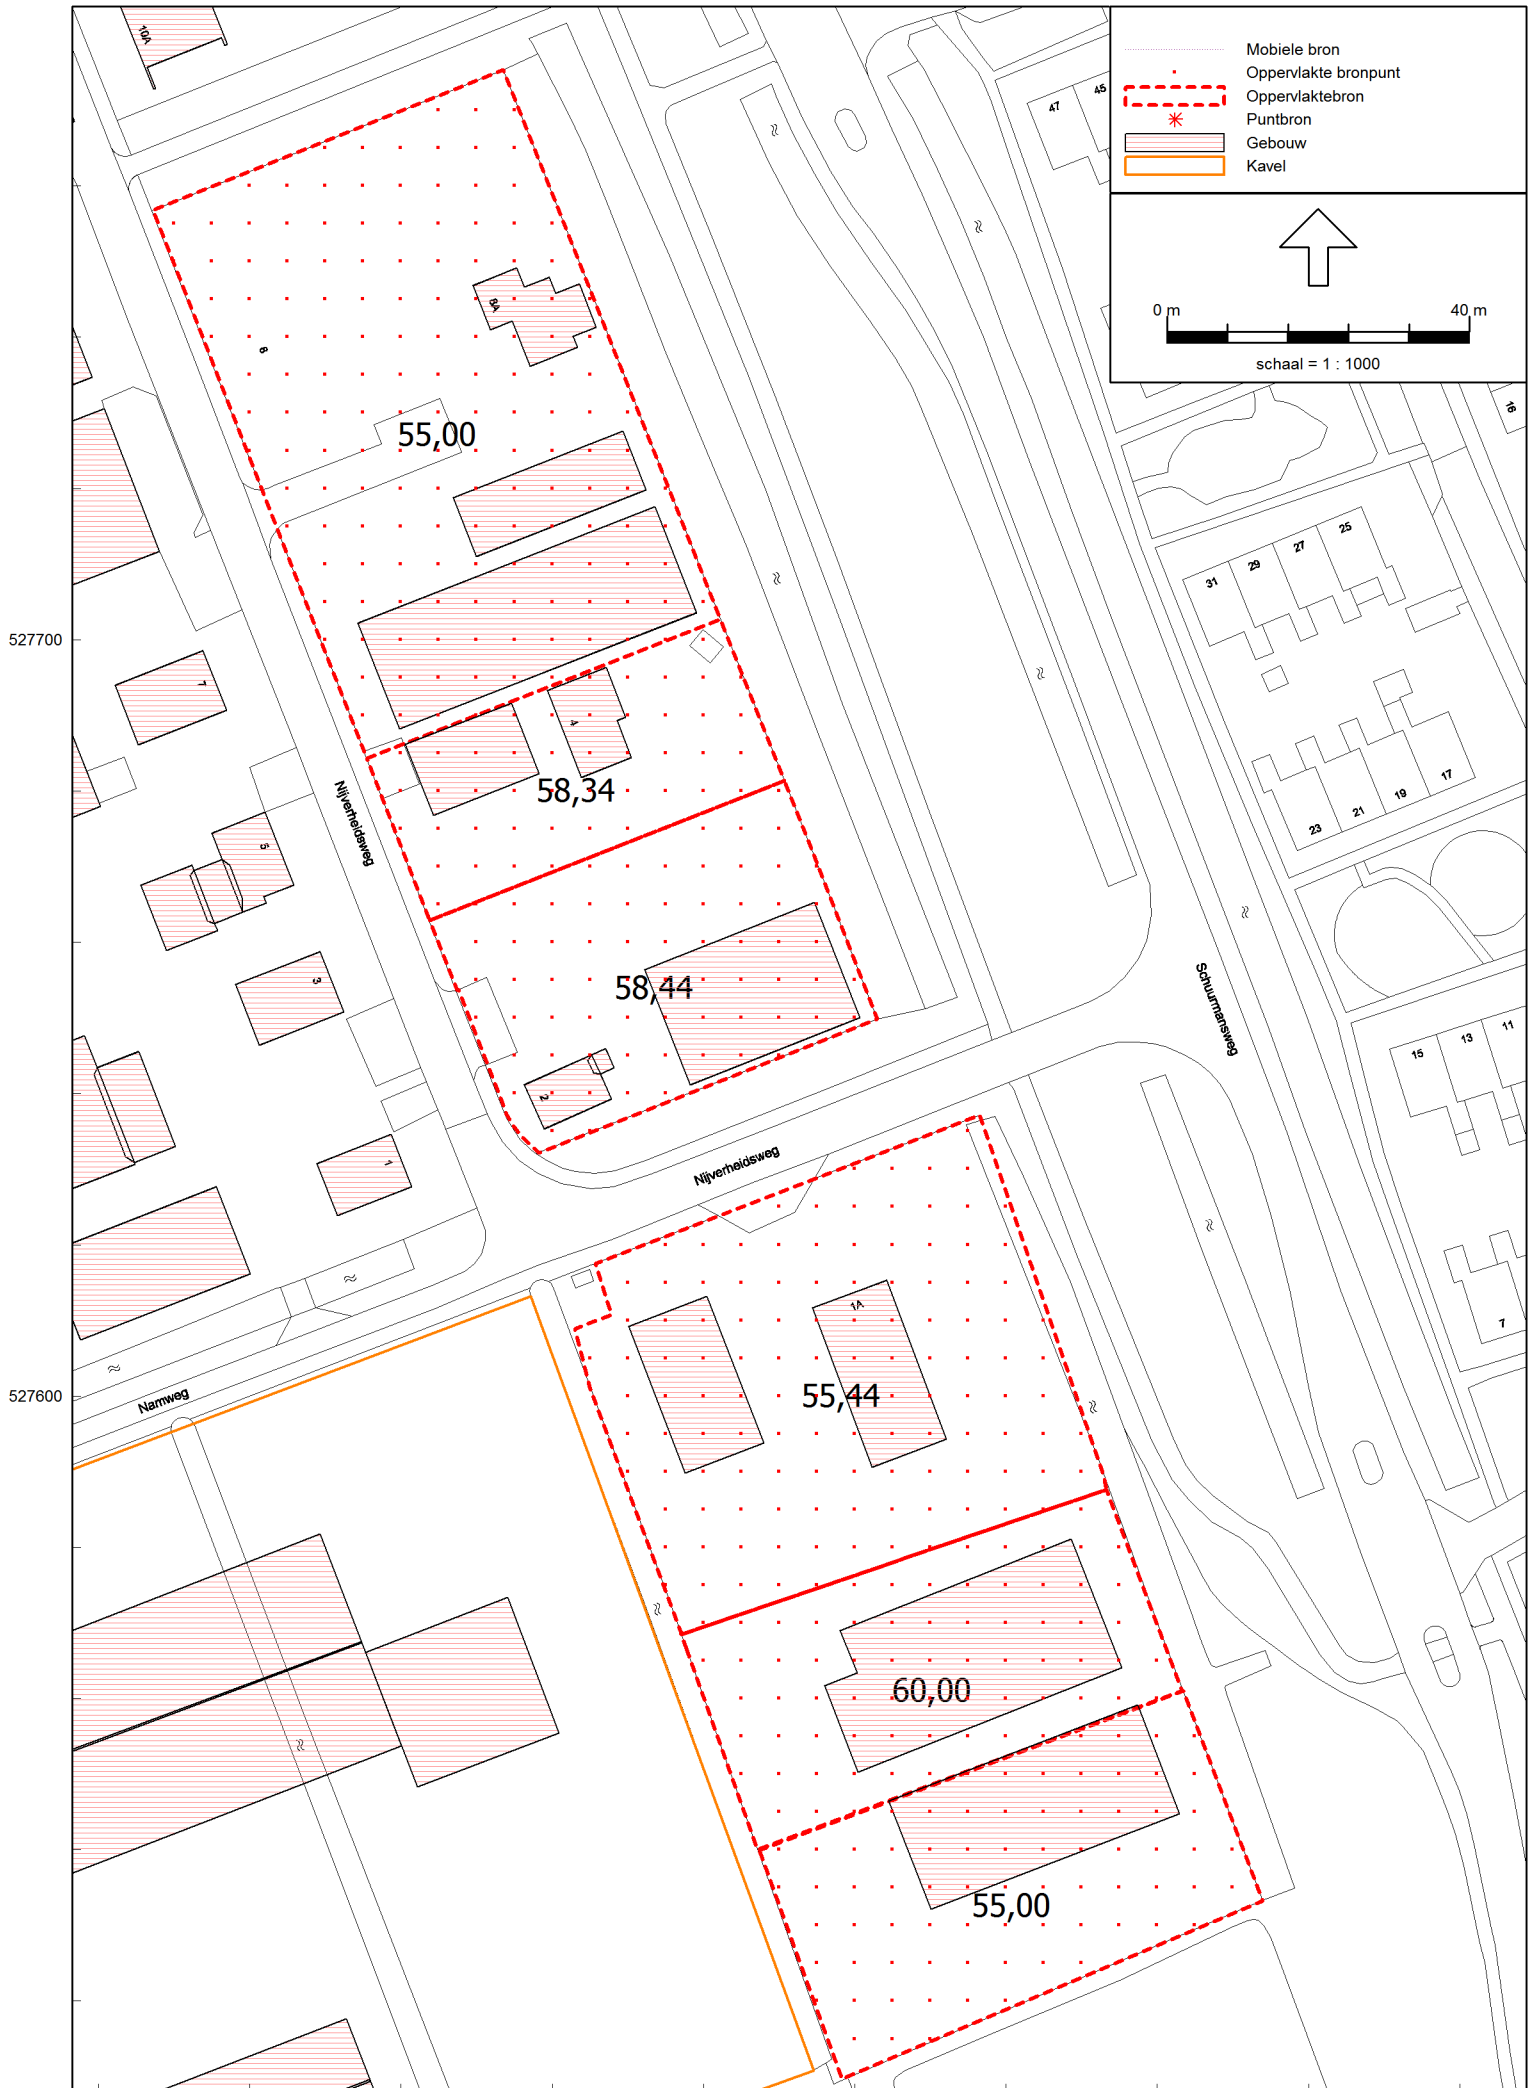 Mobiele bron
Oppervlakte bronpunt
Oppervlaktebron
Puntbron
Gebouw
Kavel
0 m 40 m
schaal = 1 : 1000
10A
47 45
8A
8
55,00
16
25
27
29
31
527700
7
4
58,34
Nijverheidsweg
17
19
21
23
5
3
58,44
Schuurmansweg
11
13
15
2
1
Nijverheidsweg
1A
7
55,44
527600
Namweg
60,00
55,00